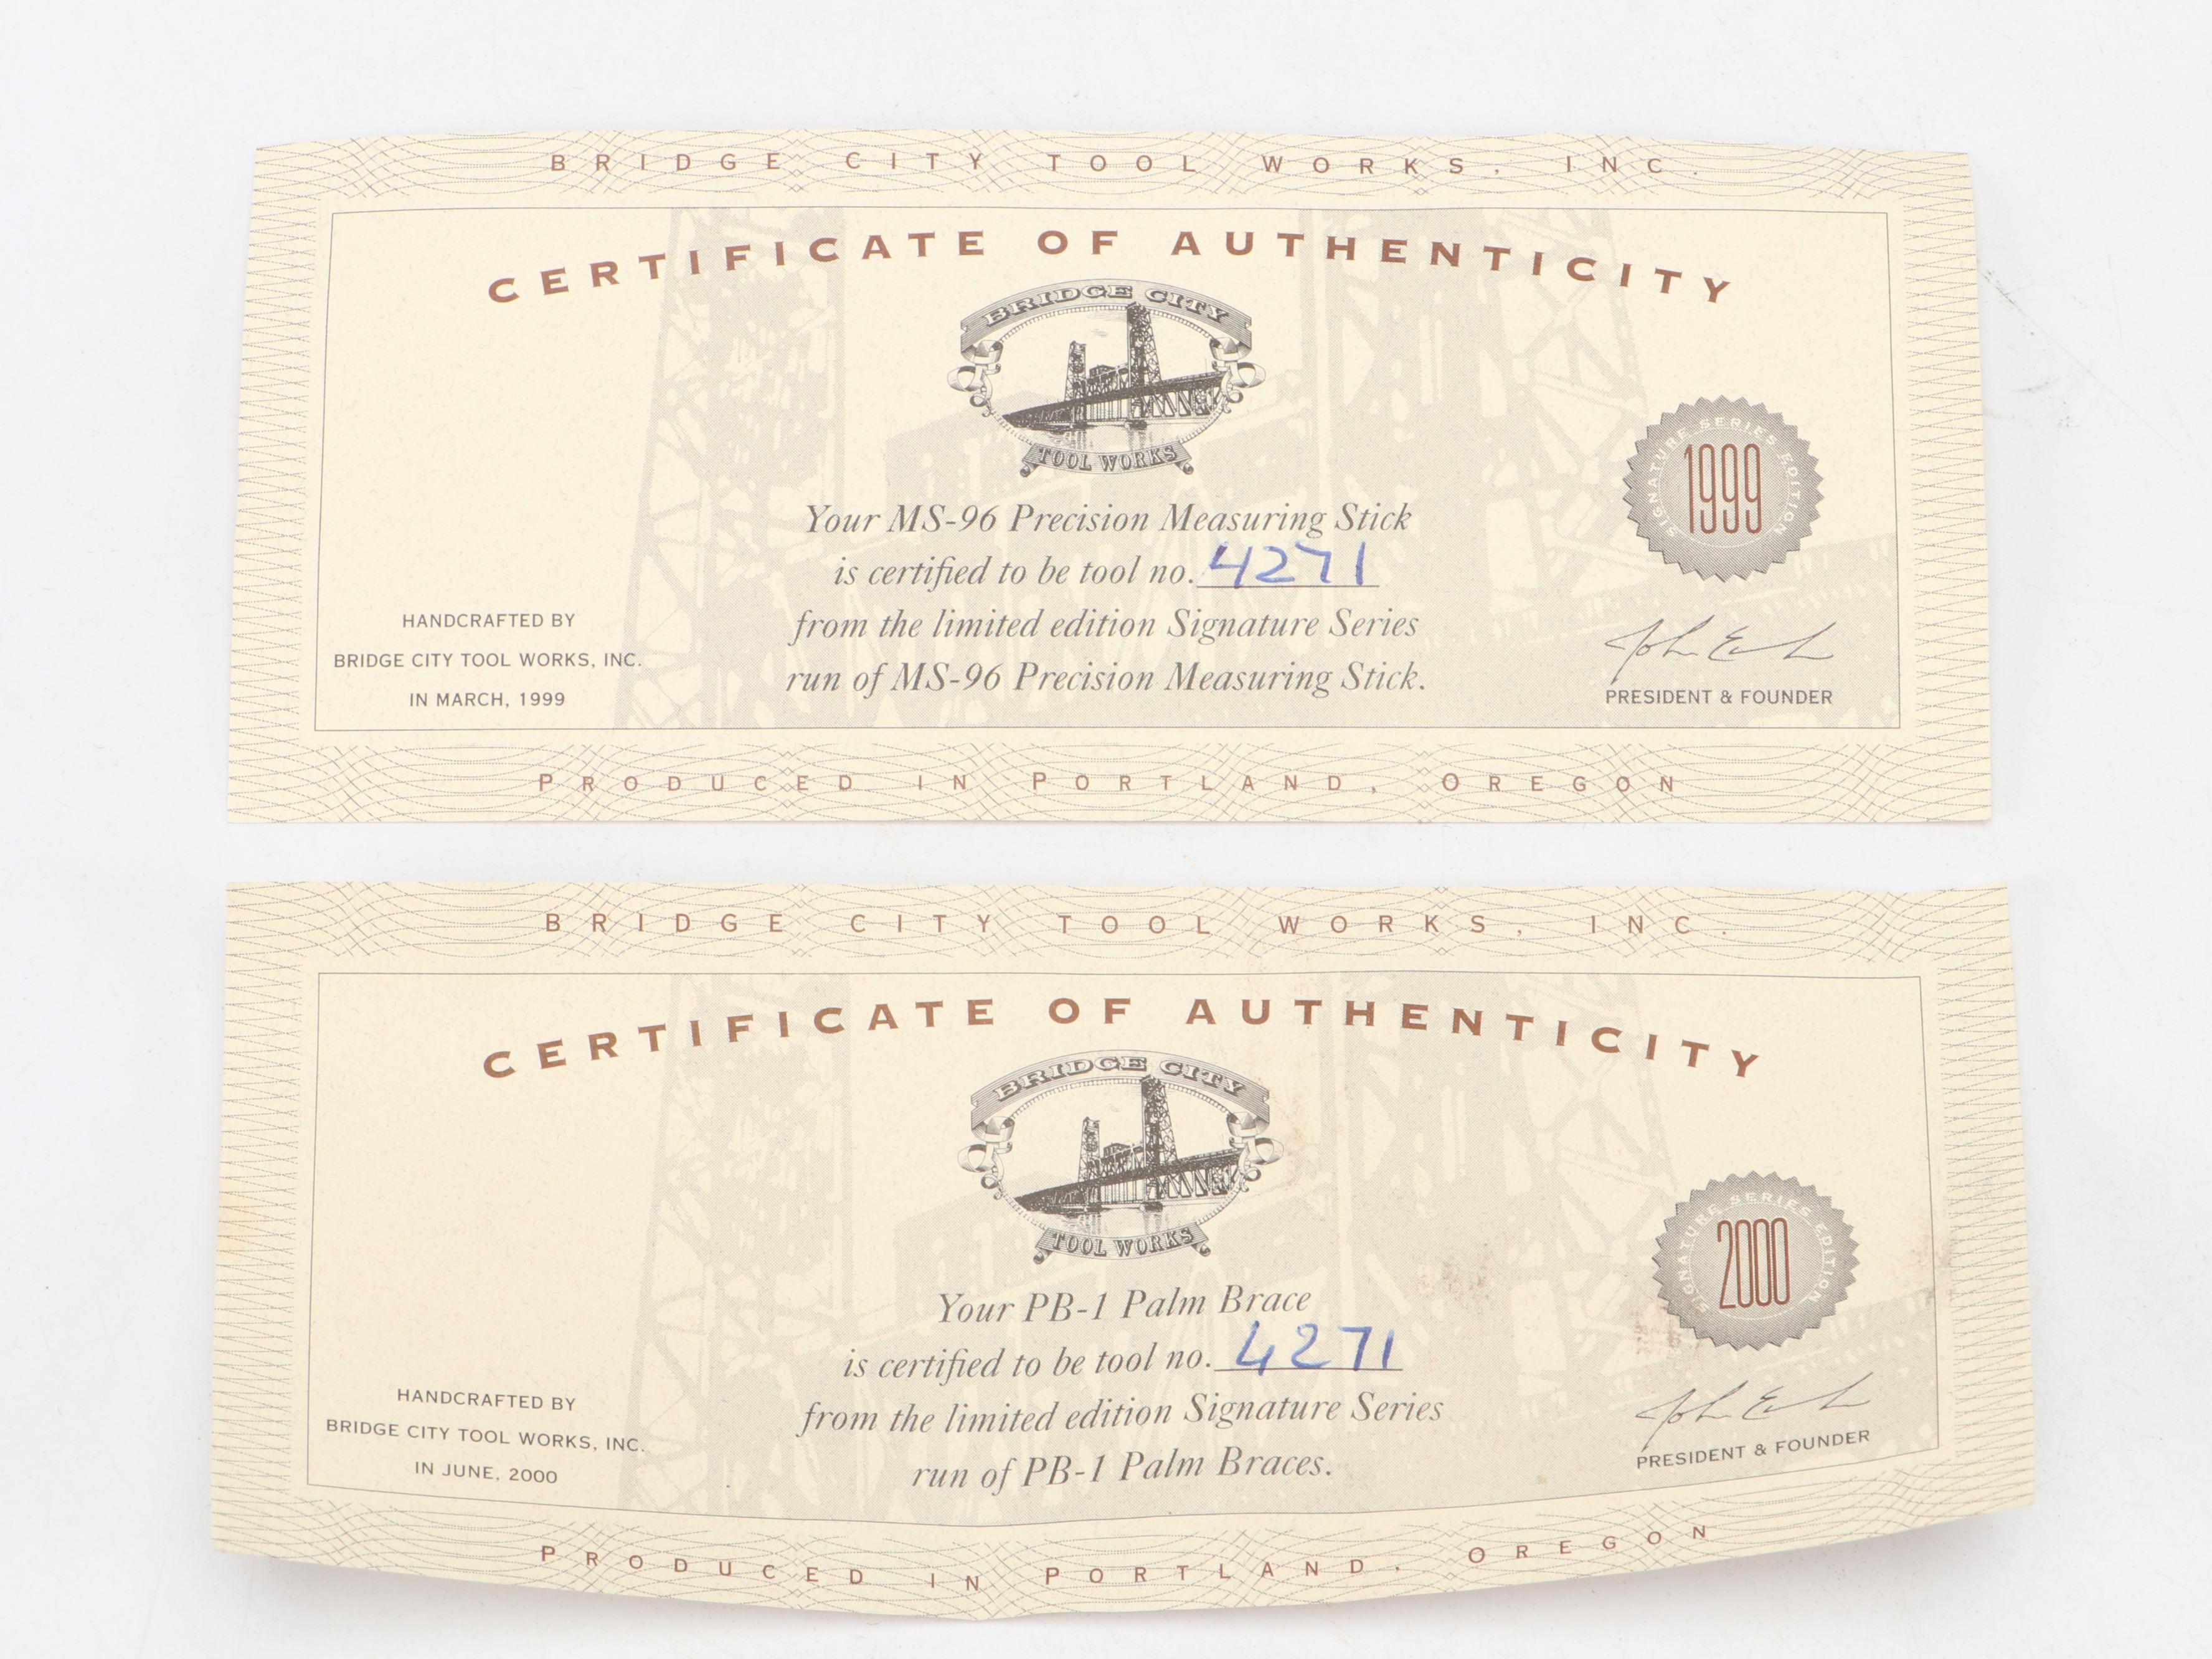 BRIDGE CITY TOOL WORKS, INC.
CERTIFICATE OF AUTHENTICITY
BRIDGE CITY
TOOL WORKS
Your MS-96 Precision Measuring Stick
is certified to be tool no. 4271
from the limited edition Signature Series
run of MS-96 Precision Measuring Stick.
HANDCRAFTED BY
BRIDGE CITY TOOL WORKS, INC.
IN MARCH, 1999
SIGNATURE SERIES EDITION
1999
PRESIDENT & FOUNDER
PRODUCED IN PORTLAND, OREGON
BRIDGE CITY TOOL WORKS, INC.
CERTIFICATE OF AUTHENTICITY
BRIDGE CITY
TOOL WORKS
Your PB-1 Palm Brace
is certified to be tool no. 4271
from the limited edition Signature Series
run of PB-1 Palm Braces.
HANDCRAFTED BY
BRIDGE CITY TOOL WORKS, INC.
IN JUNE, 2000
SIGNATURE SERIES EDITION
2000
PRESIDENT & FOUNDER
PRODUCED IN PORTLAND, OREGON